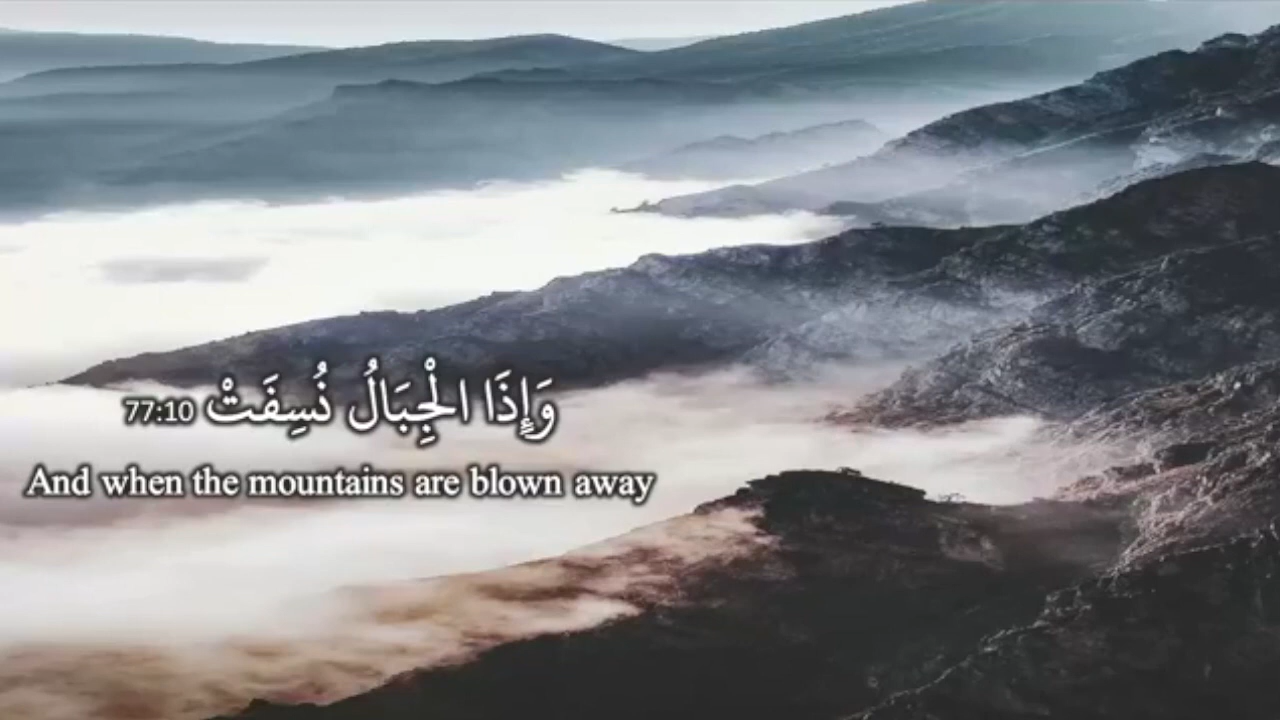 وَإِذَا الْجِبَالُ نُسِفَتْ 77:10
And when the mountains are blown away